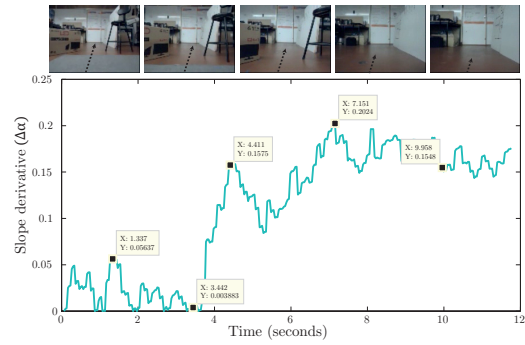 0.25
0.2
0.15
0.1
0.05
0
Slope derivative (Δα)
X: 1.337
Y: 0.05637
X: 4.411
Y: 0.1575
X: 3.442
Y: 0.003883
X: 7.151
Y: 0.2024
X: 9.958
Y: 0.1548
0 2 4 6 8 10 12
Time (seconds)